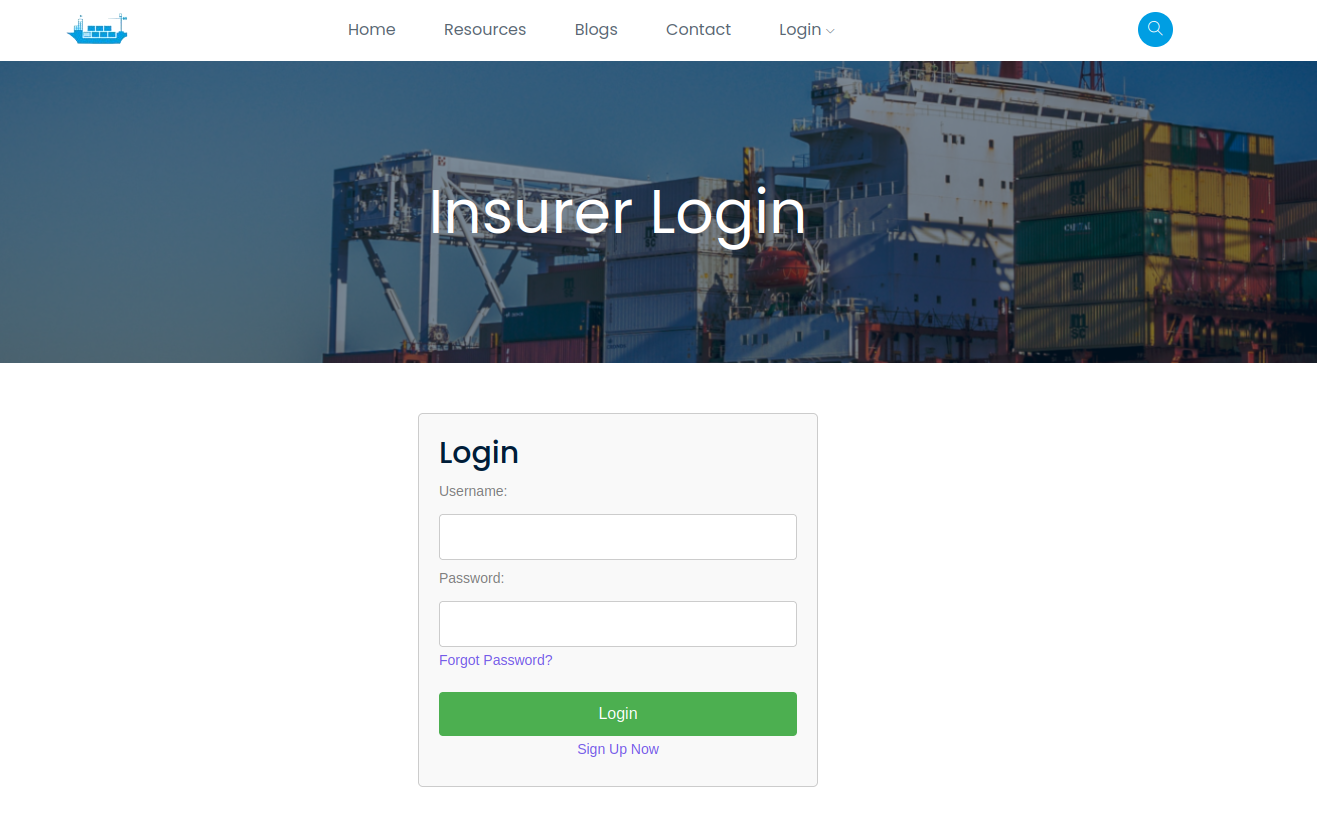 Home Resources Blogs Contact Login
Insurer Login
Login
Username:
Password:
Forgot Password?
Login
Sign Up Now